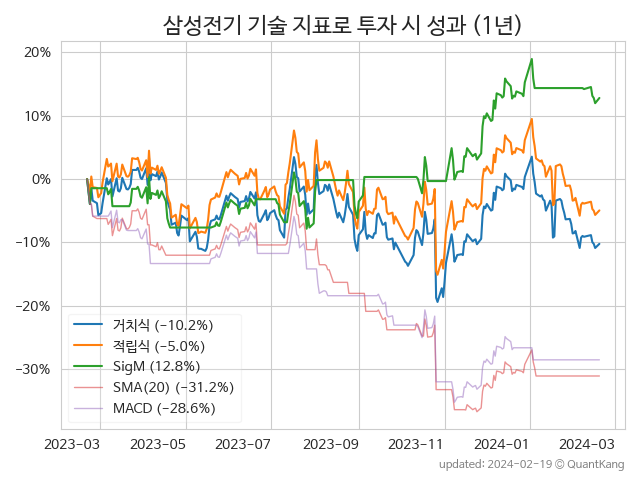 삼성전기 기술 지표로 투자 시 성과 (1년)
20%
10%
0%
−10%
−20%
−30%
거치식 (−10.2%)
적립식 (−5.0%)
SigM (12.8%)
SMA(20) (−31.2%)
MACD (−28.6%)
2023-03 2023-05 2023-07 2023-09 2023-11 2024-01 2024-03
updated: 2024-02-19 © QuantKang